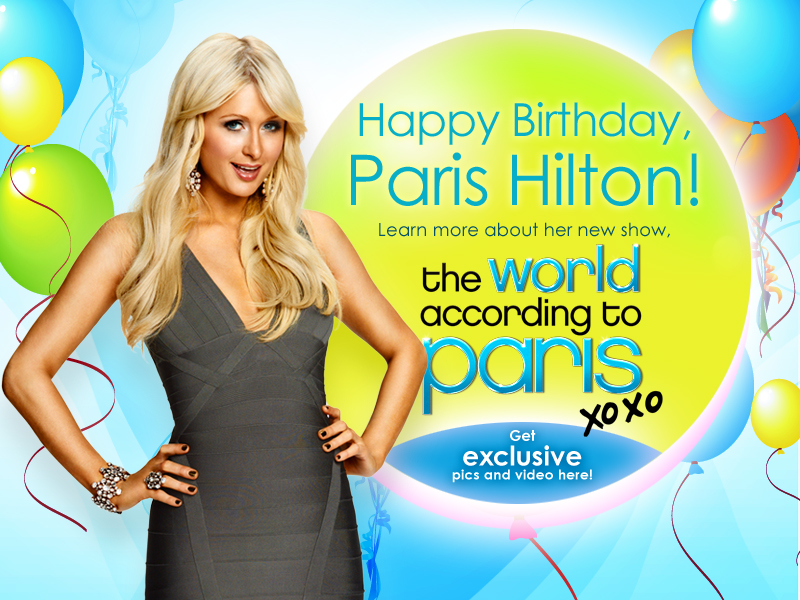 Happy Birthday,
Paris Hilton!
Learn more about her new show,
the world
according to
paris
xoxo
Get
exclusive
pics and video here!